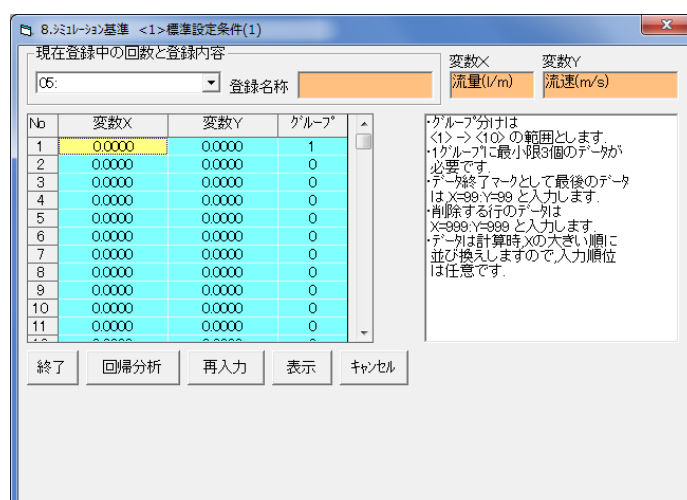 8.ｼﾐｭﾚｰｼｮﾝ基準 <1>標準設定条件(1)
現在登録中の回数と登録内容
変数X 変数Y
05: 登録名称 流量(l/m) 流速(m/s)
No 変数X 変数Y ｸﾞﾙｰﾌﾟ
1 0.0000 0.0000 1
2 0.0000 0.0000 0
3 0.0000 0.0000 0
4 0.0000 0.0000 0
5 0.0000 0.0000 0
6 0.0000 0.0000 0
7 0.0000 0.0000 0
8 0.0000 0.0000 0
9 0.0000 0.0000 0
10 0.0000 0.0000 0
11 0.0000 0.0000 0
･ｸﾞﾙｰﾌﾟ分けは
<1> -> <10> の範囲とします.
･1ｸﾞﾙｰﾌﾟに最小限3個のﾃﾞｰﾀが
必要です.
･ﾃﾞｰﾀ終了ﾏｰｸとして最後のﾃﾞｰﾀ
は,X=99:Y=99 と入力します.
･削除する行のﾃﾞｰﾀは
X=999:Y=999 と入力します.
･ﾃﾞｰﾀは計算時,Xの大きい順に
並び換えしますので,入力順位
は任意です.
終了 回帰分析 再入力 表示 ｷｬﾝｾﾙ